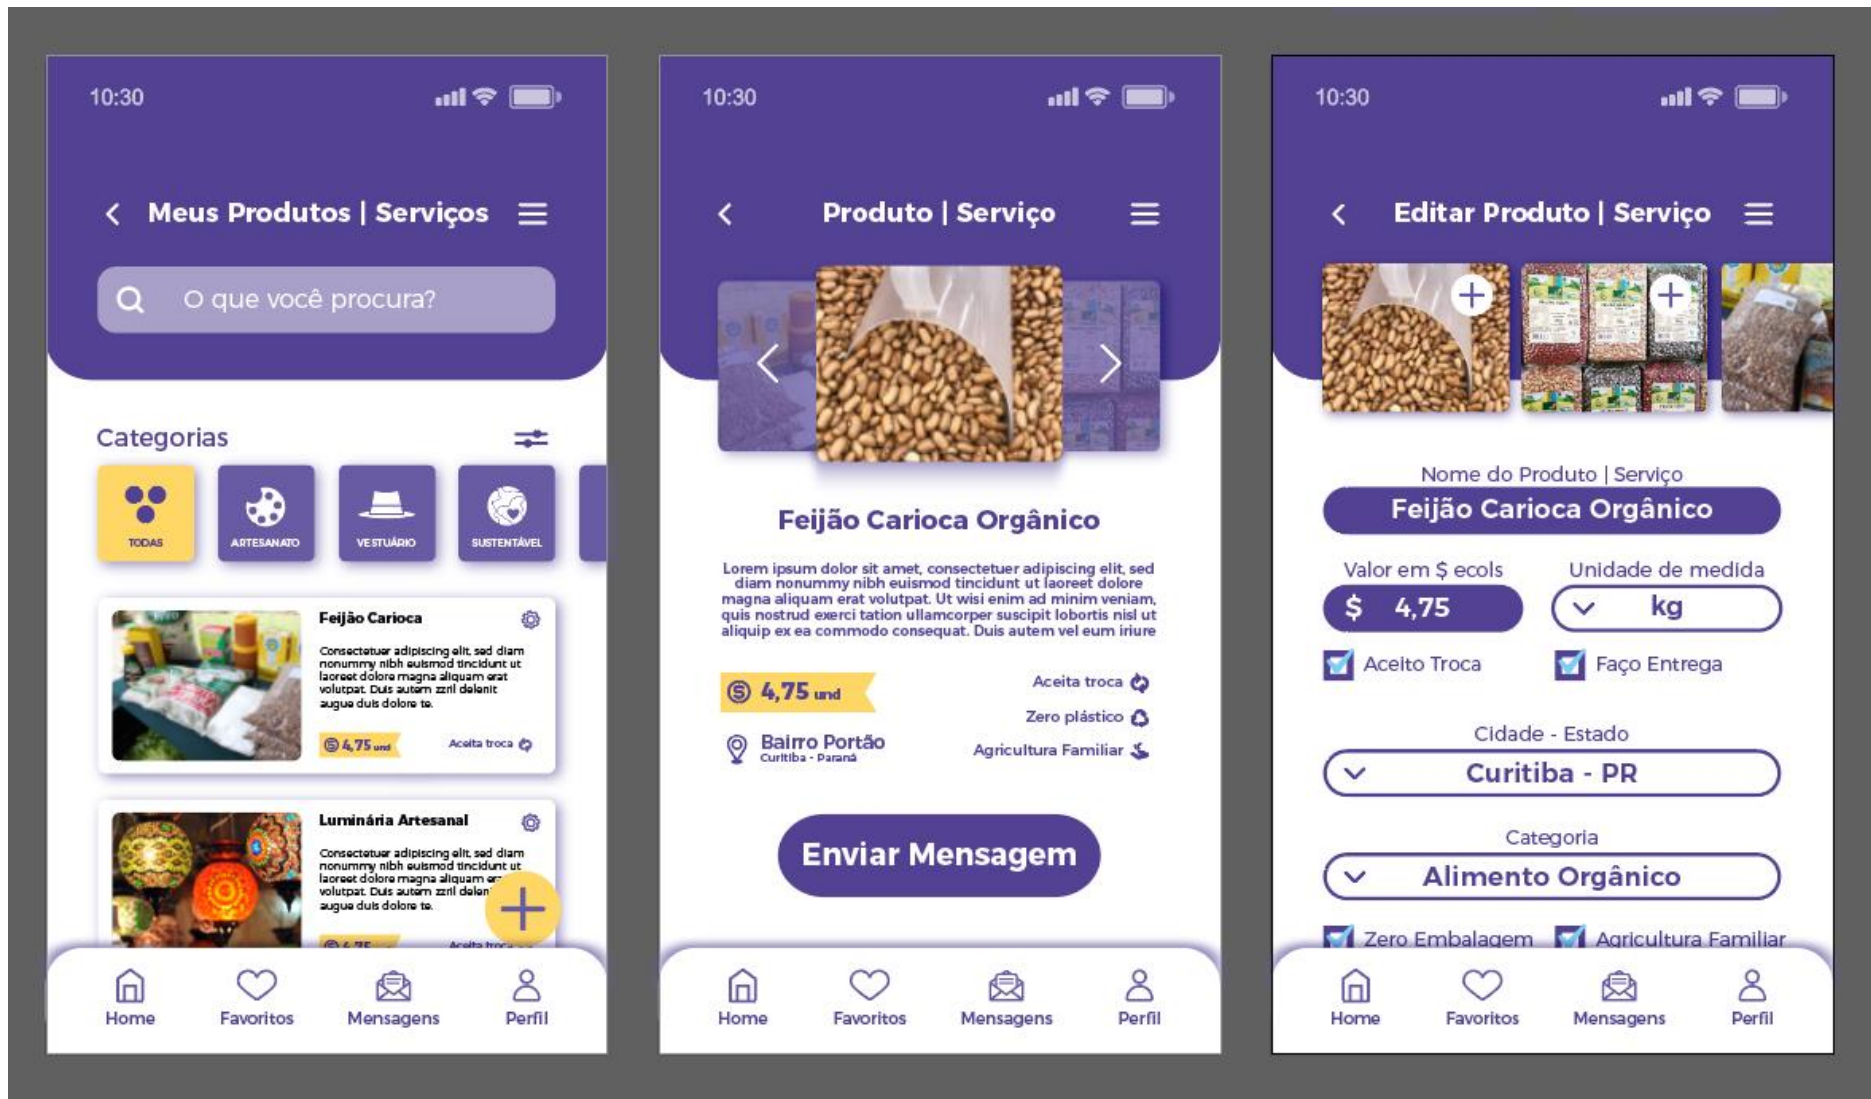 10:30
Meus Produtos | Serviços
O que você procura?
Categorias
TODAS
ARTESANATO
VESTUÁRIO
SUSTENTÁVEL
Feijão Carioca
Consectetuer adipiscing elit, sed diam
nonummy nibh euismod tincidunt ut
laoreet dolore magna aliquam erat
volutpat. Duis autem zzril delenit
augue duis dolore te.
4,75 und
Aceita troca
Luminária Artesanal
Consectetuer adipiscing elit, sed diam
nonummy nibh euismod tincidunt ut
laoreet dolore magna aliquam
volutpat. Duis autem zzril
augue duis dolore te.
4,75 und
Aceita troca
Home
Favoritos
Mensagens
Perfil
10:30
Produto | Serviço
Feijão Carioca Orgânico
Lorem ipsum dolor sit amet, consectetuer adipiscing elit, sed
diam nonummy nibh euismod tincidunt ut laoreet dolore
magna aliquam erat volutpat. Ut wisi enim ad minim veniam,
quis nostrud exerci tation ullamcorper suscipit lobortis nisl ut
aliquip ex ea commodo consequat. Duis autem vel eum iriure
4,75 und
Bairro Portão
Curitiba - Paraná
Aceita troca
Zero plástico
Agricultura Familiar
Enviar Mensagem
Home
Favoritos
Mensagens
Perfil
10:30
Editar Produto | Serviço
Nome do Produto | Serviço
Feijão Carioca Orgânico
Valor em $ ecols
$ 4,75
Unidade de medida
kg
Aceito Troca
Faço Entrega
Cidade - Estado
Curitiba - PR
Categoria
Alimento Orgânico
Zero Embalagem
Agricultura Familiar
Home
Favoritos
Mensagens
Perfil